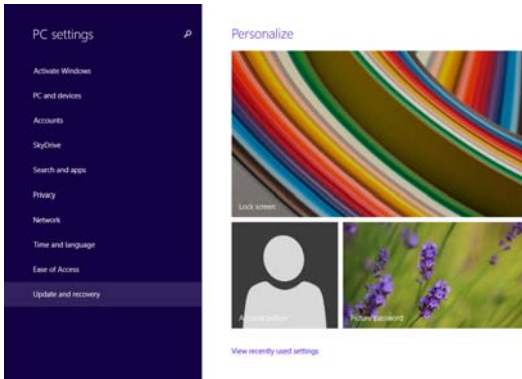 PC settings
Activate Windows
PC and devices
Accounts
SkyDrive
Search and apps
Privacy
Network
Time and language
Ease of Access
Update and recovery
Personalize
Lock screen
Account picture
Picture password
View recently used settings